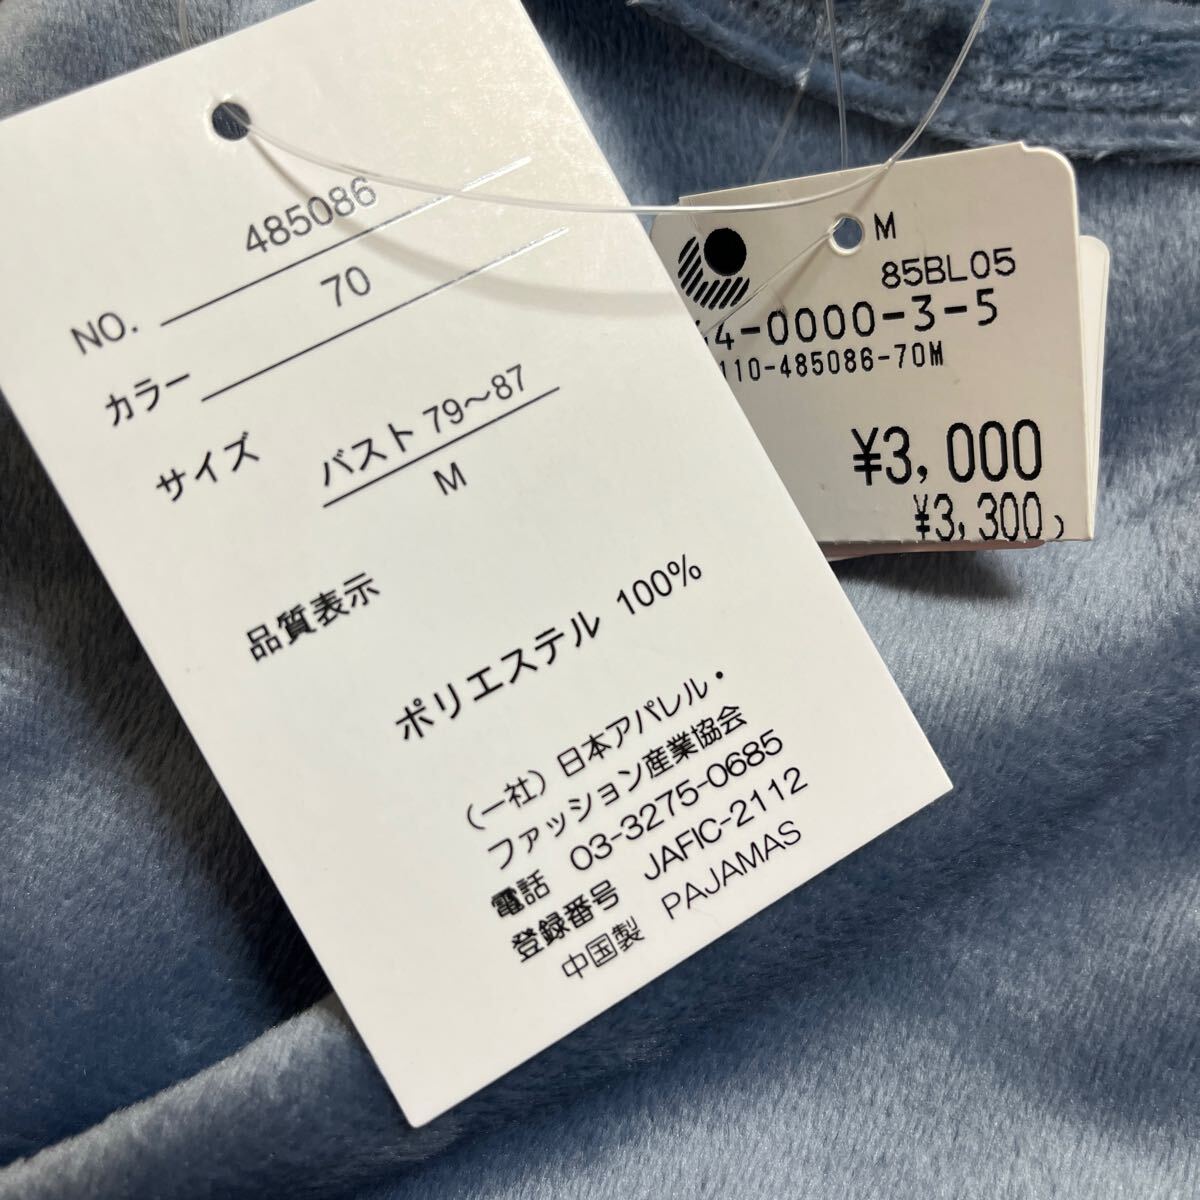 NO. 485086
カラー 70
サイズ バスト 79〜87
M
品質表示
ポリエステル 100%
(一社) 日本アパレル・
ファッション産業協会
電話 03-3275-0685
登録番号 JAFIC-2112
中国製 PAJAMAS
M
85BL05
4-0000-3-5
110-485086-70M
¥3,000
¥3,300)